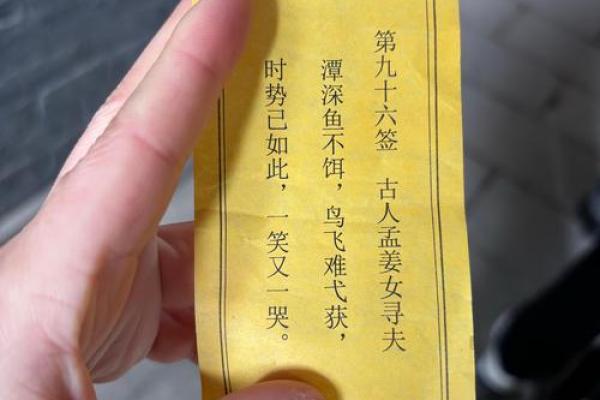 第九十六签 古人孟姜女寻夫
潭深鱼不饵，鸟飞难弋获，
时势已如此，一笑又一哭。